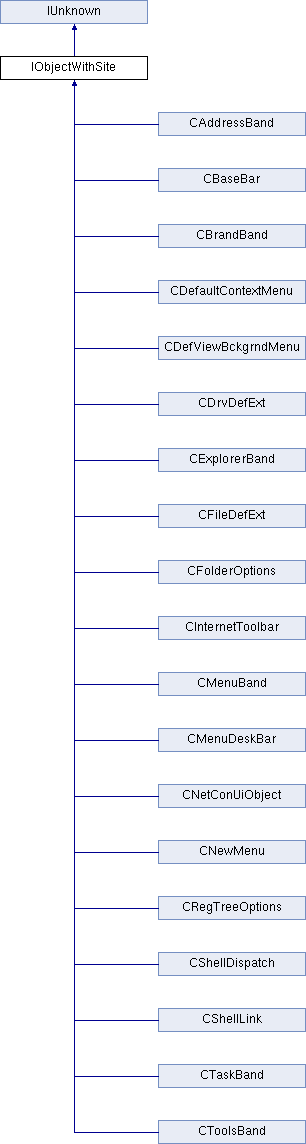 IUnknown
IObjectWithSite
CAddressBand
CBaseBar
CBrandBand
CDefaultContextMenu
CDefViewBckgrndMenu
CDrvDefExt
CExplorerBand
CFileDefExt
CFolderOptions
CInternetToolbar
CMenuBand
CMenuDeskBar
CNetConUiObject
CNewMenu
CRegTreeOptions
CShellDispatch
CShellLink
CTaskBand
CToolsBand